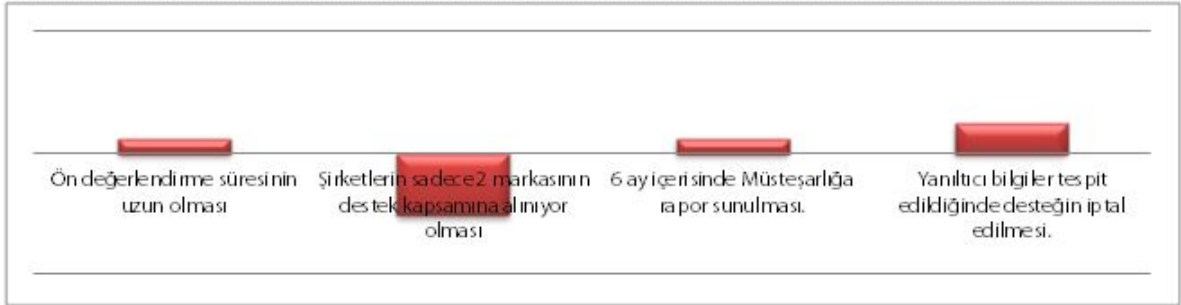 Ön değerlendirme süresinin
uzun olması
Şirketlerin sadece 2 markasının
destek kapsamına alınıyor
olması
6 ay içerisinde Müsteşarlığa
rapor sunulması.
Yanıltıcı bilgiler tespit
edildiğinde desteğin iptal
edilmesi.